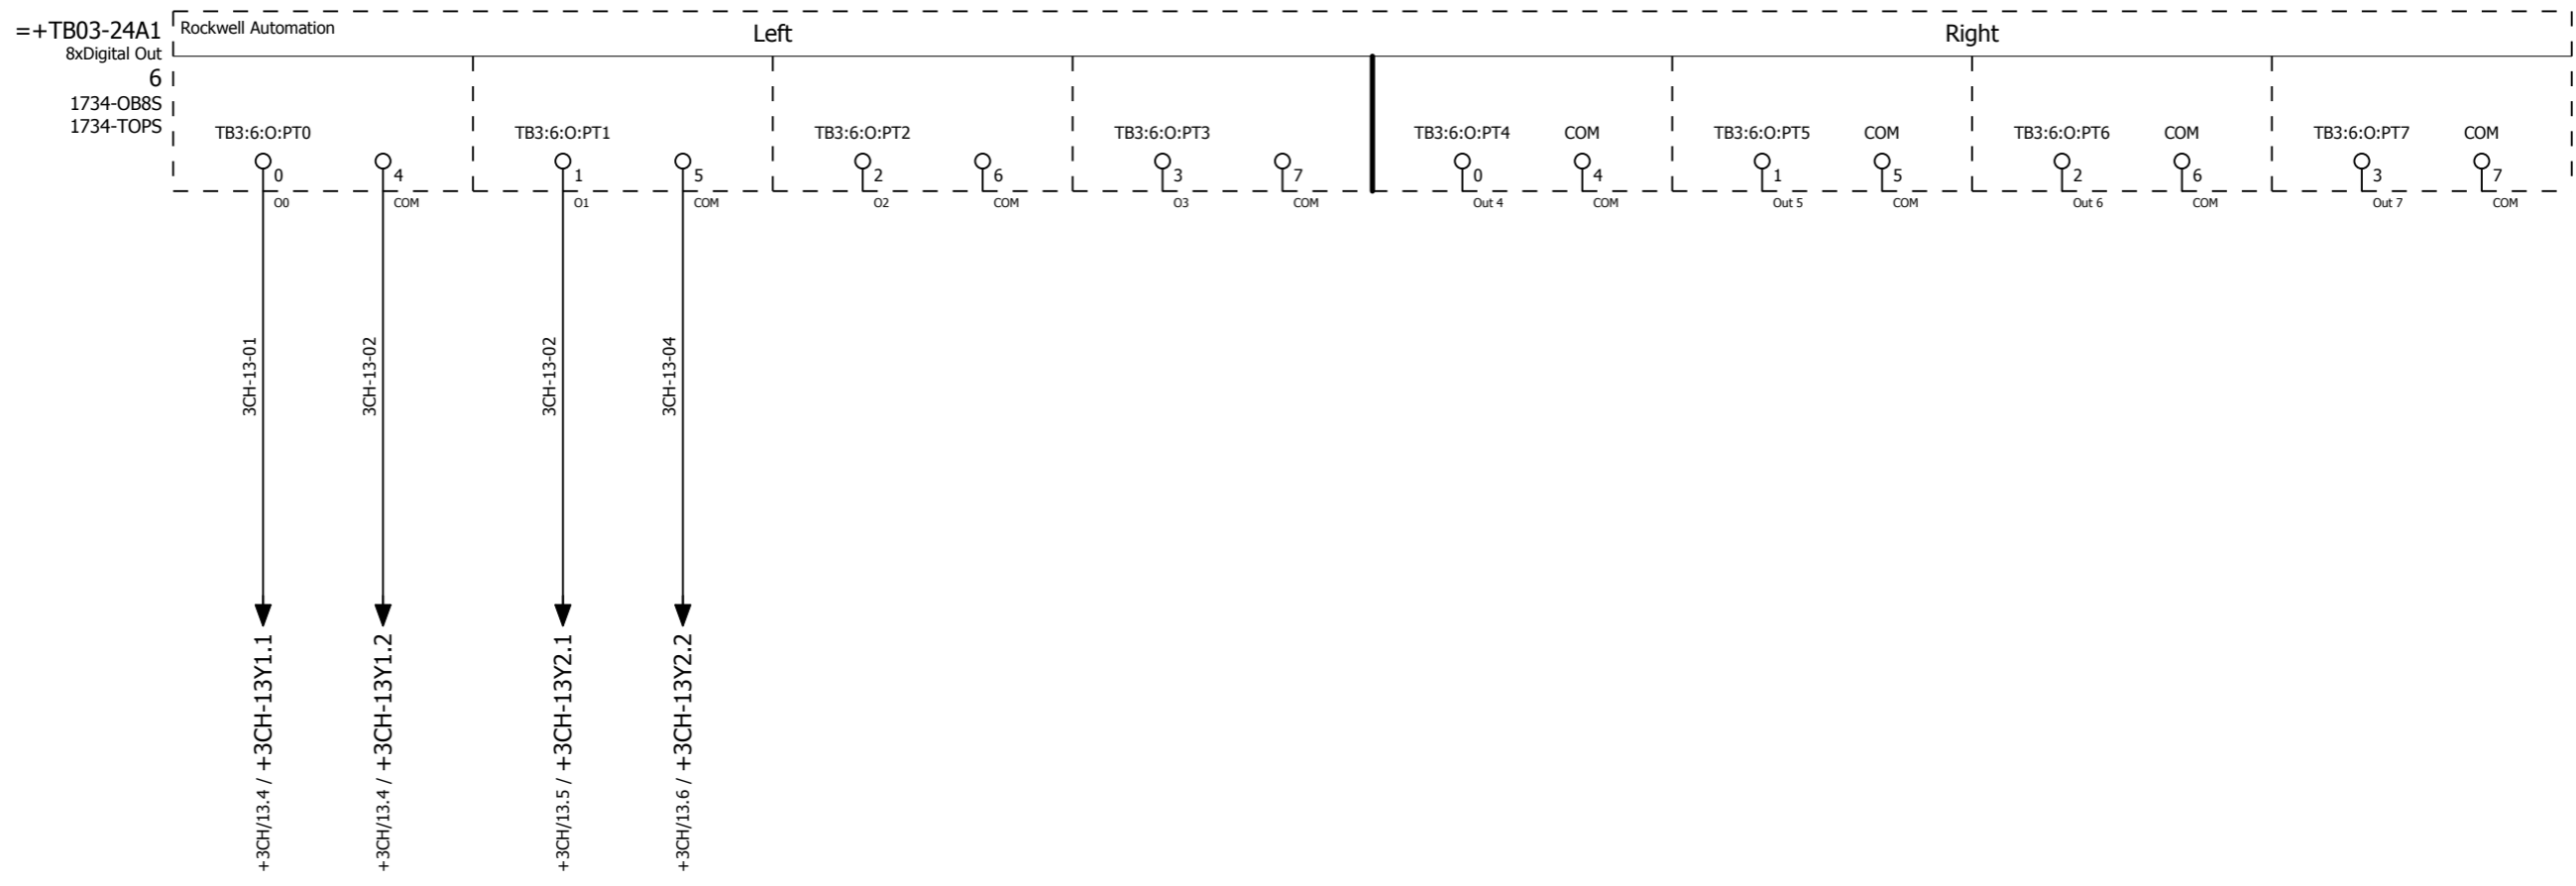 =+TB03-24A1
8xDigital Out
6
1734-OB8S
1734-TOPS
Rockwell Automation
Left
Right
TB3:6:O:PT0
TB3:6:O:PT1
TB3:6:O:PT2
TB3:6:O:PT3
TB3:6:O:PT4 COM
TB3:6:O:PT5 COM
TB3:6:O:PT6 COM
TB3:6:O:PT7 COM
0 4 1 5 2 6 3 7 0 4 1 5 2 6 3 7
O0 COM O1 COM O2 COM O3 COM Out 4 COM Out 5 COM Out 6 COM Out 7 COM
3CH-13-01
3CH-13-02
3CH-13-02
3CH-13-04
+3CH/13.4 / +3CH-13Y1.1
+3CH/13.4 / +3CH-13Y1.2
+3CH/13.5 / +3CH-13Y2.1
+3CH/13.6 / +3CH-13Y2.2